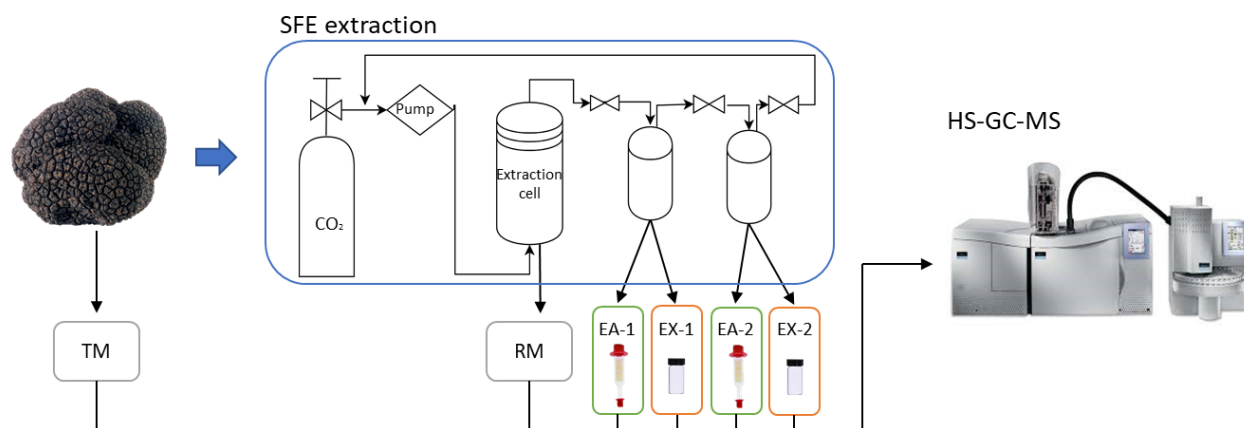 SFE extraction
Pump
HS-GC-MS
Extraction
cell
CO₂
EA-1
EX-1
EA-2
EX-2
TM
RM